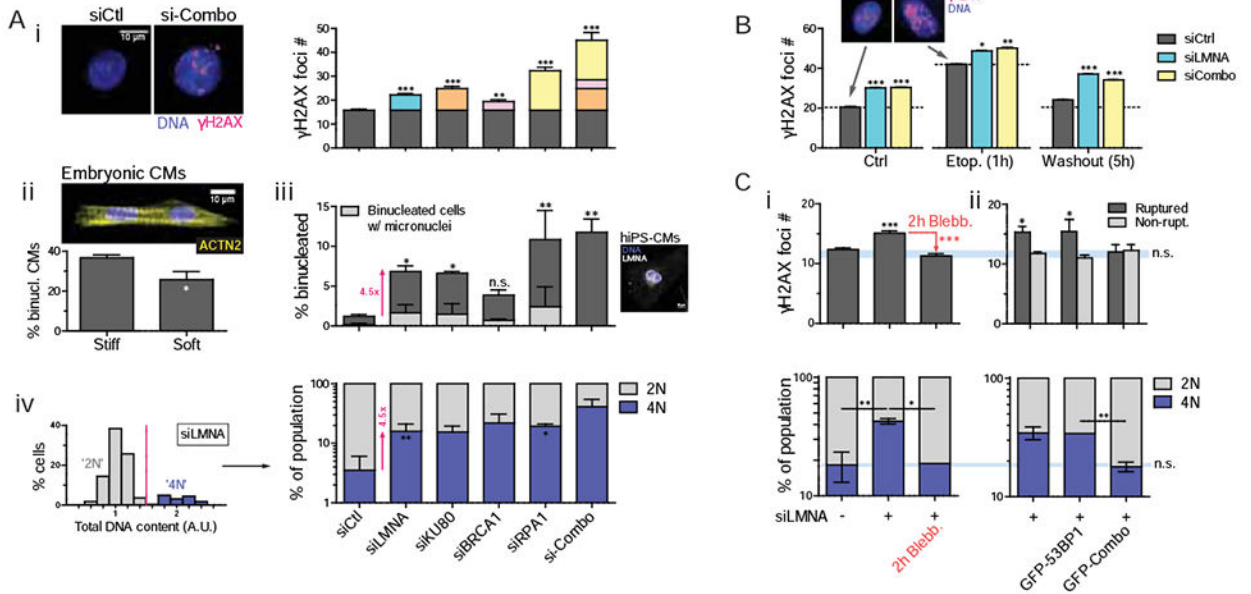 A
i
siCtl
si-Combo
10 μm
DNA γH2AX
γH2AX foci #
50
40
30
20
10
0
***
***
**
***
***
ii
Embryonic CMs
10 μm
ACTN2
% binucl. CMs
40
20
0
*
Stiff
Soft
iii
% binucleated
15
10
5
0
Binucleated cells
w/ micronuclei
4.5x
*
*
n.s.
**
**
hiPS-CMs
DNA
LMNA
iv
% cells
40
20
0
'2N'
siLMNA
'4N'
1
2
Total DNA content (A.U.)
% of population
100
10
1
4.5x
**
*
2N
4N
siCtl
siLMNA
siKU80
siBRCA1
siRPA1
si-Combo
B
DNA
γH2AX foci #
60
40
20
0
***
***
*
**
***
***
siCtrl
siLMNA
siCombo
Ctrl
Etop. (1h)
Washout (5h)
C
i
γH2AX foci #
20
10
0
***
2h Blebb.
***
ii
20
10
0
*
*
Ruptured
Non-rupt.
n.s.
% of population
100
10
**
*
2N
4N
100
10
**
n.s.
siLMNA
-
+
+
+
+
+
2h Blebb.
GFP-53BP1
GFP-Combo